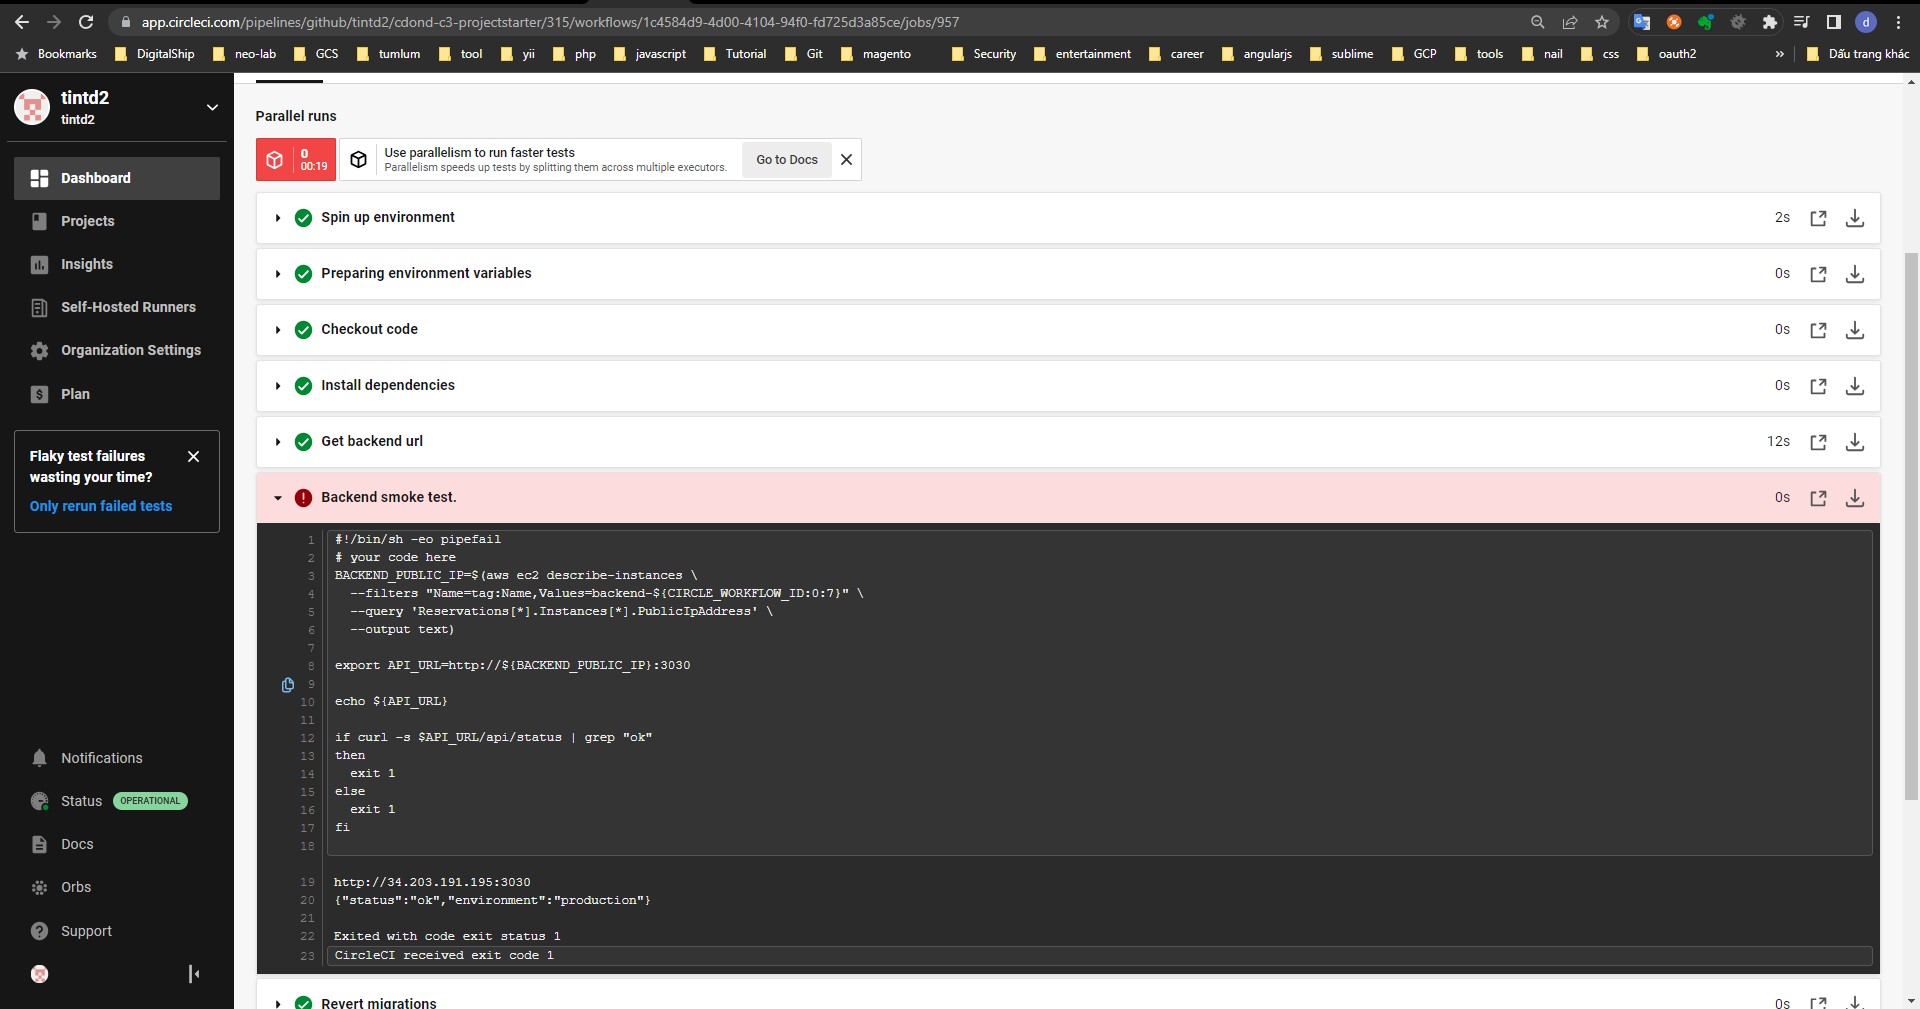 app.circleci.com/pipelines/github/tintd2/cdond-c3-projectstarter/315/workflows/1c4584d9-4d00-4104-94f0-fd725d3a85ce/jobs/957
d
Bookmarks DigitalShip neo-lab GCS tumlum tool yii php javascript Tutorial Git magento Security entertainment career angularjs sublime GCP tools nail css oauth2 » Dấu trang khác
tintd2
tintd2
Dashboard
Projects
Insights
Self-Hosted Runners
Organization Settings
Plan
Flaky test failures
wasting your time?
Only rerun failed tests
Notifications
Status OPERATIONAL
Docs
Orbs
Support
Parallel runs
0
00:19
Use parallelism to run faster tests
Parallelism speeds up tests by splitting them across multiple executors.
Go to Docs
Spin up environment 2s
Preparing environment variables 0s
Checkout code 0s
Install dependencies 0s
Get backend url 12s
Backend smoke test. 0s
1 #!/bin/sh -eo pipefail
2 # your code here
3 BACKEND_PUBLIC_IP=$(aws ec2 describe-instances \
4 --filters "Name=tag:Name,Values=backend-${CIRCLE_WORKFLOW_ID:0:7}" \
5 --query 'Reservations[*].Instances[*].PublicIpAddress' \
6 --output text)
7
8 export API_URL=http://${BACKEND_PUBLIC_IP}:3030
9
10 echo ${API_URL}
11
12 if curl -s $API_URL/api/status | grep "ok"
13 then
14 exit 1
15 else
16 exit 1
17 fi
18
19 http://34.203.191.195:3030
20 {"status":"ok","environment":"production"}
21
22 Exited with code exit status 1
23 CircleCI received exit code 1
Revert migrations 0s